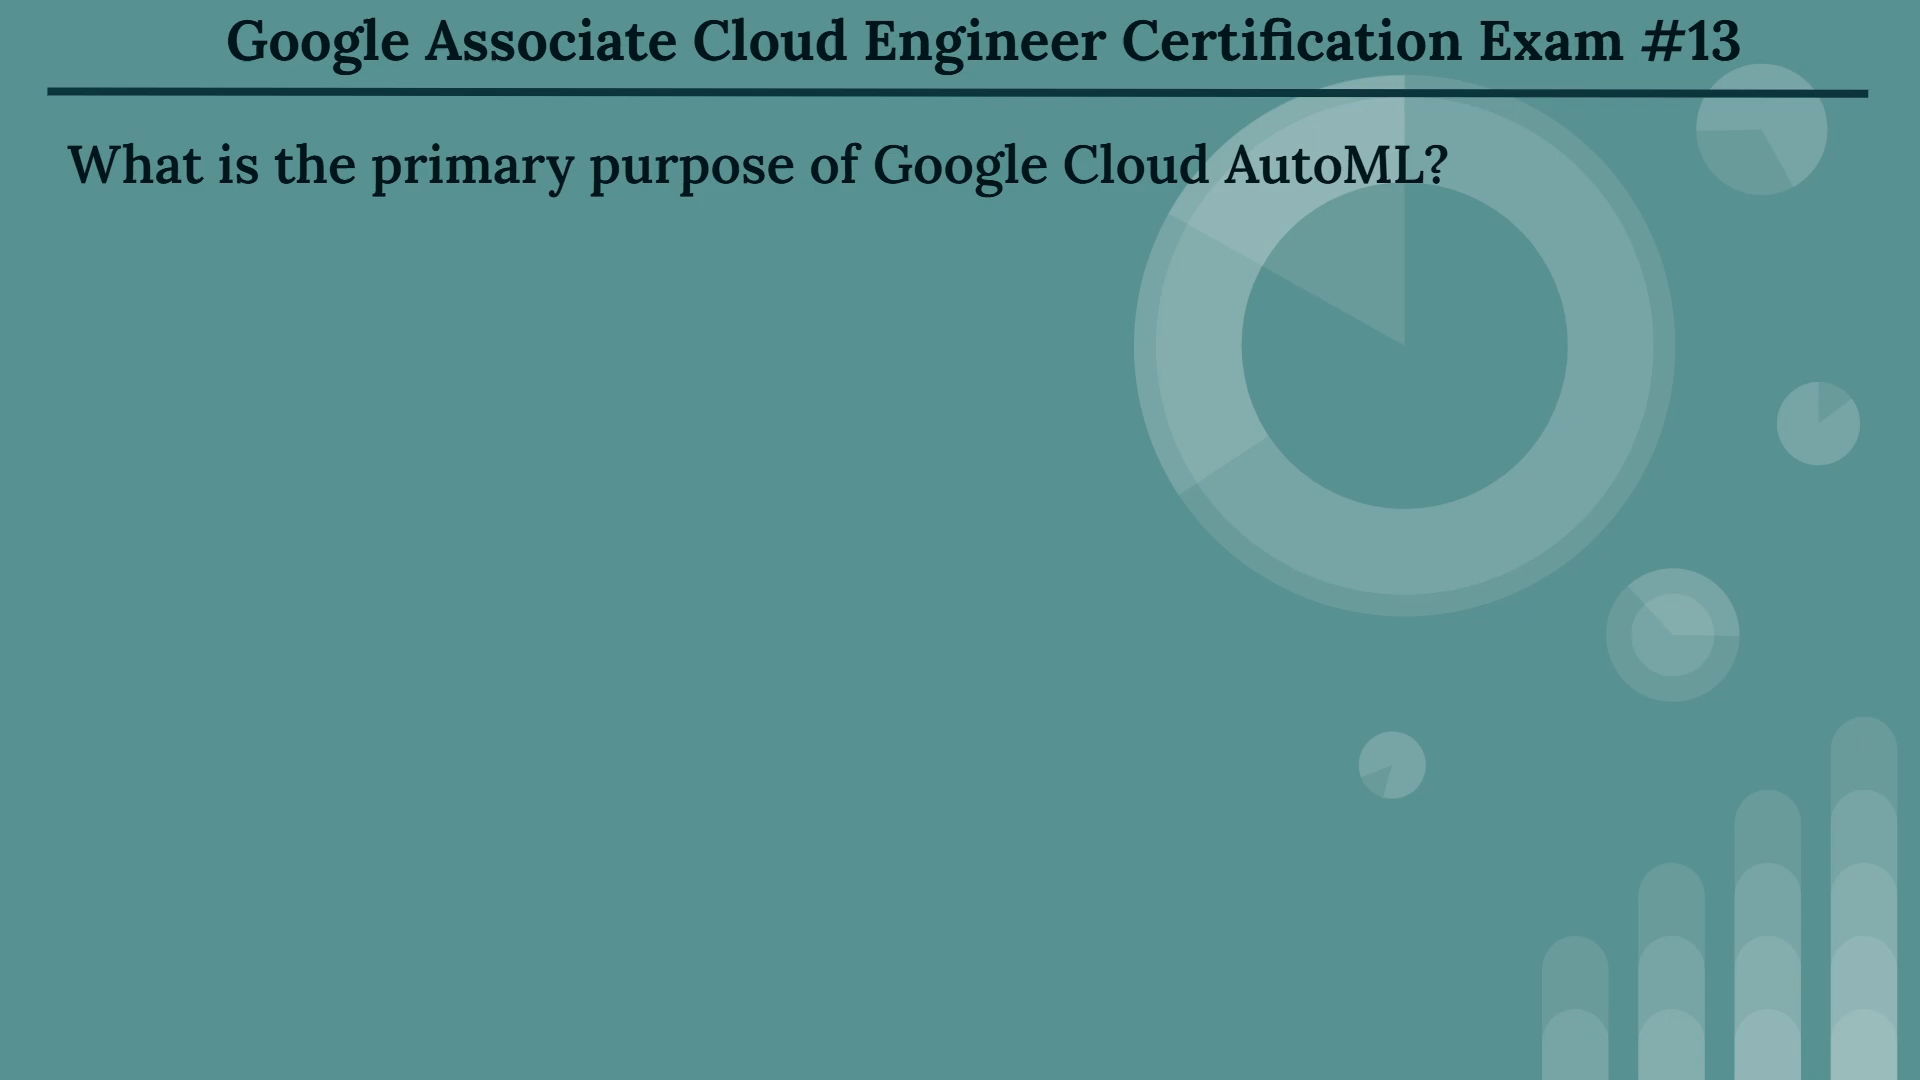 Google Associate Cloud Engineer Certification Exam #13
What is the primary purpose of Google Cloud AutoML?